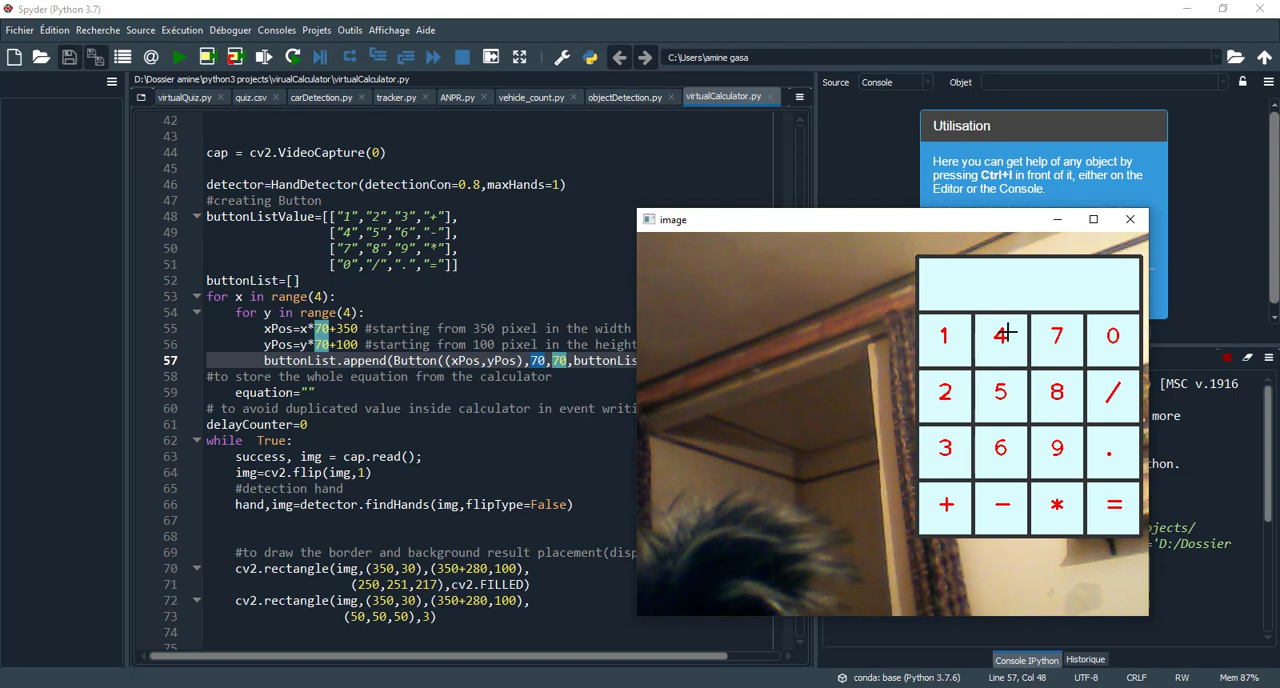 Spyder (Python 3.7)
Fichier Édition Recherche Source Exécution Déboguer Consoles Projets Outils Affichage Aide
C:\Users\amine gasa
D:\Dossier amine\python3 projects\virualCalculator\virtualCalculator.py
Source Console Objet
virtualQuiz.py quiz.csv carDetection.py tracker.py ANPR.py vehicle_count.py objectDetection.py virtualCalculator.py
42
43
44 cap = cv2.VideoCapture(0)
45
46 detector=HandDetector(detectionCon=0.8,maxHands=1)
47 #creating Button
48 buttonListValue=[["1","2","3","+"],
49 ["4","5","6","-"],
50 ["7","8","9","*"],
51 ["0","/",".","="]]
52 buttonList=[]
53 for x in range(4):
54 for y in range(4):
55 xPos=x*70+350 #starting from 350 pixel in the width
56 yPos=y*70+100 #starting from 100 pixel in the height
57 buttonList.append(Button((xPos,yPos),70,70,buttonLis
58 #to store the whole equation from the calculator
59 equation=""
60 # to avoid duplicated value inside calculator in event writi
61 delayCounter=0
62 while True:
63 success, img = cap.read();
64 img=cv2.flip(img,1)
65 #detection hand
66 hand,img=detector.findHands(img,flipType=False)
67
68
69 #to draw the border and background result placement(disp
70 cv2.rectangle(img,(350,30),(350+280,100),
71 (250,251,217),cv2.FILLED)
72 cv2.rectangle(img,(350,30),(350+280,100),
73 (50,50,50),3)
74
75
Utilisation
Here you can get help of any object by
pressing Ctrl+I in front of it, either on the
Editor or the Console.
image
1 4 7 0
2 5 8 /
3 6 9 .
+ - * =
[MSC v.1916
more
thon.
ojects/
='D:/Dossier
Console IPython Historique
conda: base (Python 3.7.6) Line 57, Col 48 UTF-8 CRLF RW Mem 87%